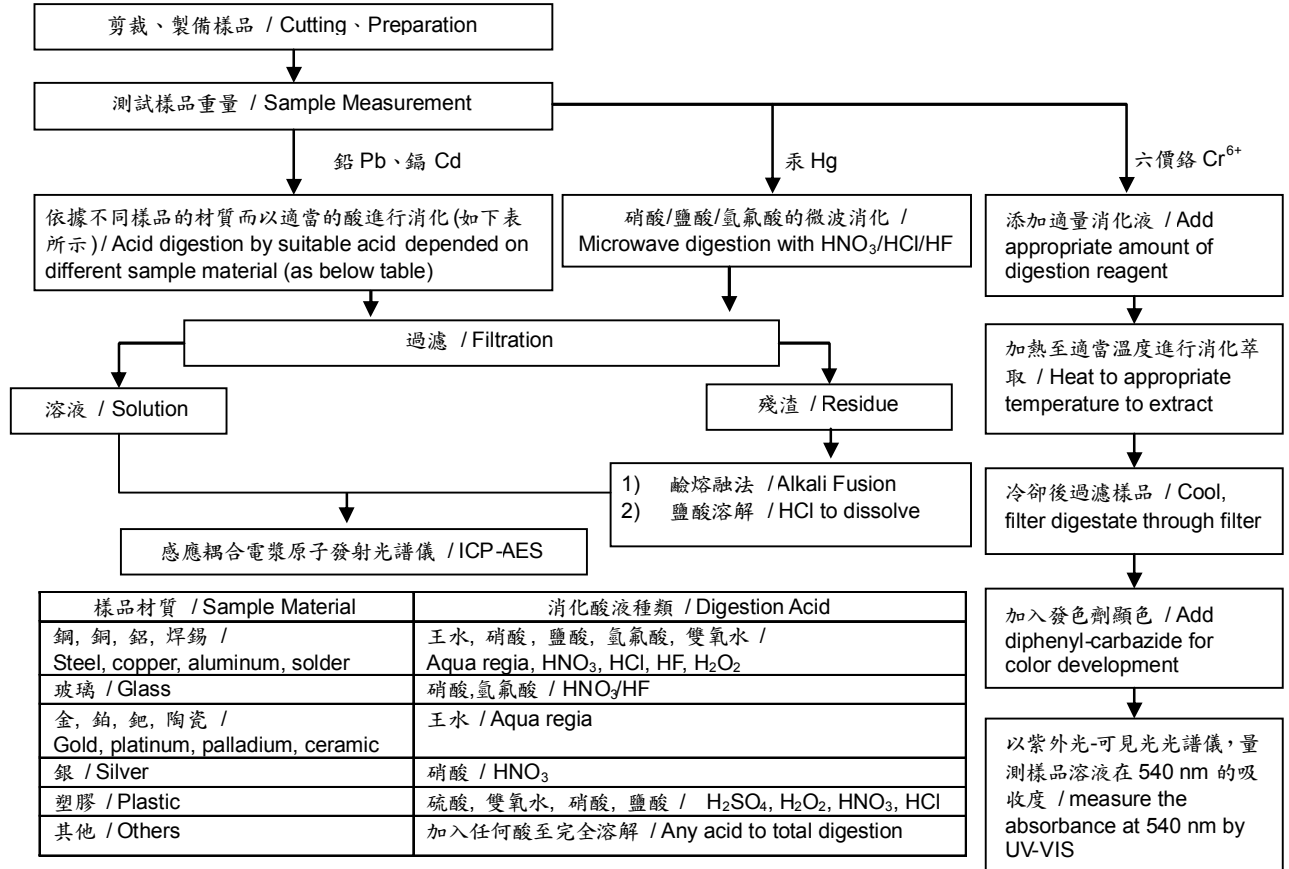 剪裁、製備樣品 / Cutting、Preparation
測試樣品重量 / Sample Measurement
鉛 Pb、鎘 Cd
汞 Hg
六價鉻 Cr⁶⁺
依據不同樣品的材質而以適當的酸進行消化(如下表
所示)/ Acid digestion by suitable acid depended on
different sample material (as below table)
硝酸/鹽酸/氫氟酸的微波消化 /
Microwave digestion with HNO₃/HCl/HF
添加適量消化液 / Add
appropriate amount of
digestion reagent
過濾 / Filtration
溶液 / Solution
殘渣 / Residue
加熱至適當溫度進行消化萃
取 / Heat to appropriate
temperature to extract
1) 鹼熔融法 / Alkali Fusion
2) 鹽酸溶解 / HCl to dissolve
冷卻後過濾樣品 / Cool,
filter digestate through filter
感應耦合電漿原子發射光譜儀 / ICP-AES
樣品材質 / Sample Material
消化酸液種類 / Digestion Acid
鋼, 銅, 鋁, 焊錫 /
Steel, copper, aluminum, solder
王水, 硝酸, 鹽酸, 氫氟酸, 雙氧水 /
Aqua regia, HNO₃, HCl, HF, H₂O₂
玻璃 / Glass
硝酸,氫氟酸 / HNO₃/HF
金, 鉑, 鈀, 陶瓷 /
Gold, platinum, palladium, ceramic
王水 / Aqua regia
銀 / Silver
硝酸 / HNO₃
塑膠 / Plastic
硫酸, 雙氧水, 硝酸, 鹽酸 / H₂SO₄, H₂O₂, HNO₃, HCl
其他 / Others
加入任何酸至完全溶解 / Any acid to total digestion
加入發色劑顯色 / Add
diphenyl-carbazide for
color development
以紫外光-可見光光譜儀，量
測樣品溶液在 540 nm 的吸
收度 / measure the
absorbance at 540 nm by
UV-VIS